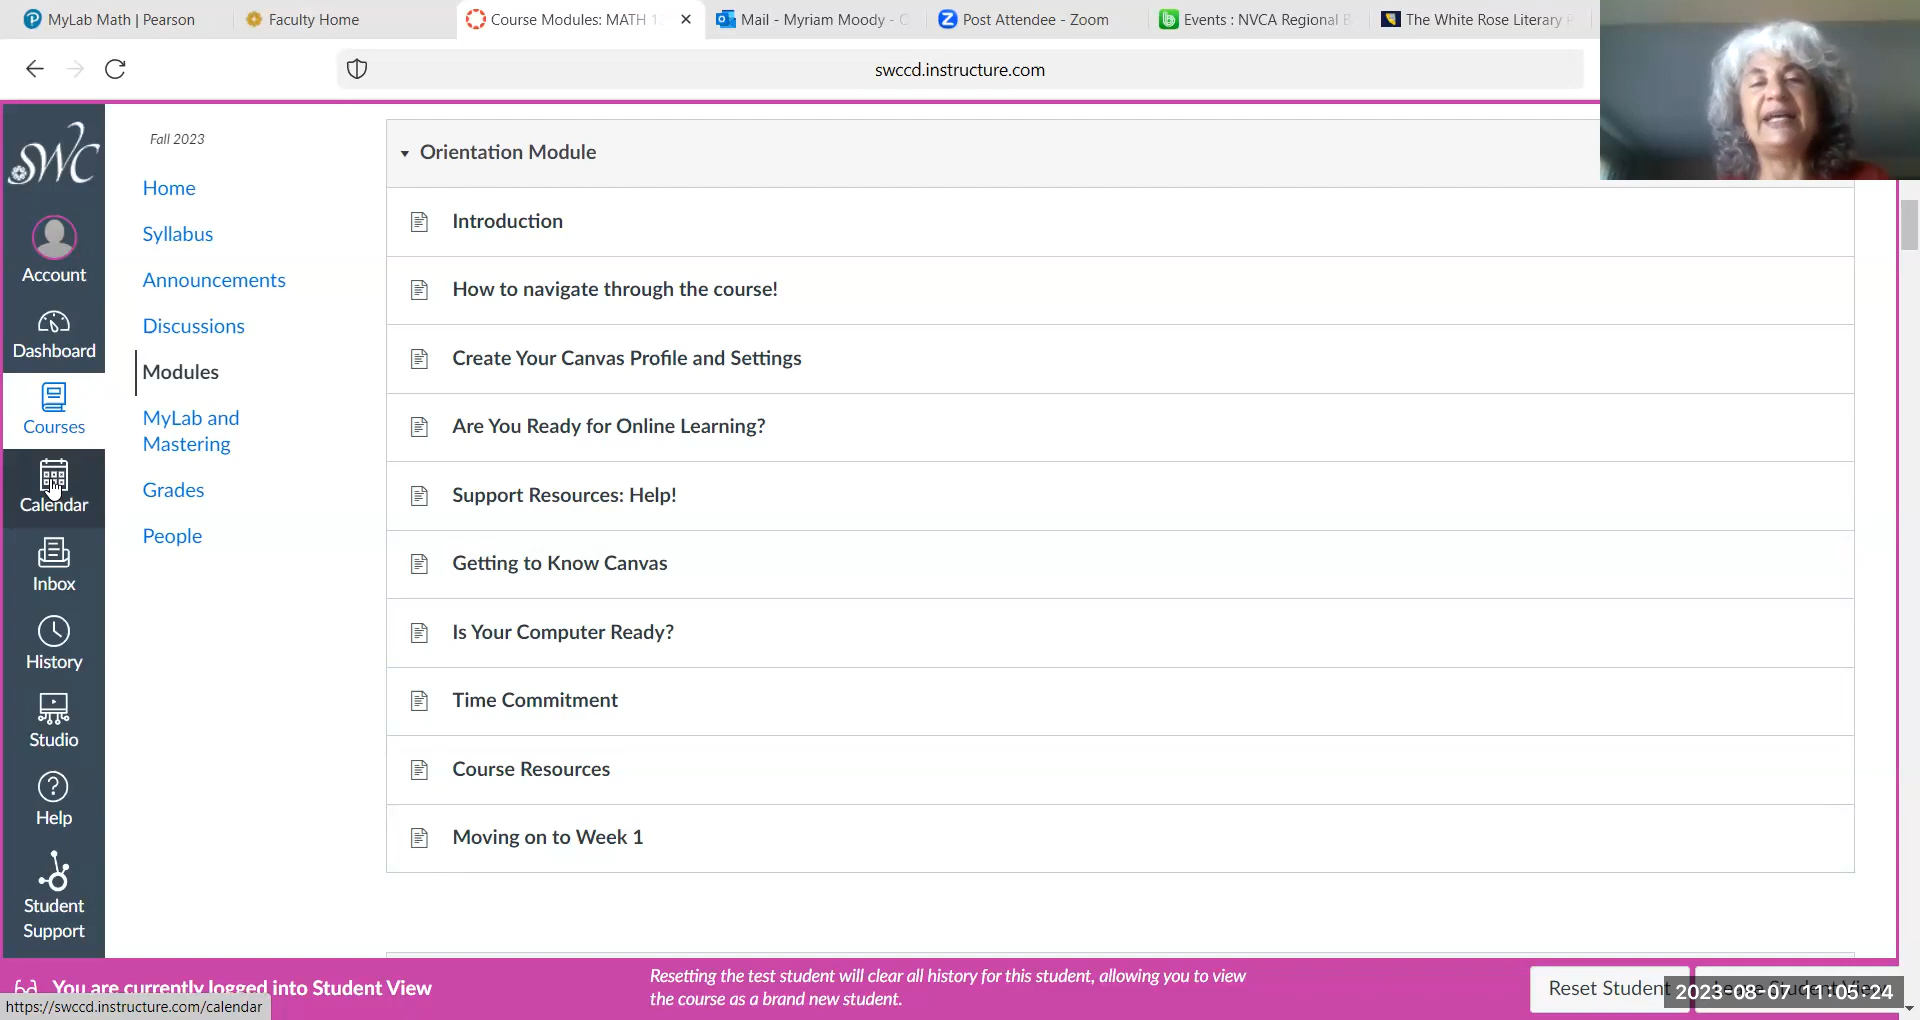 MyLab Math | Pearson
Faculty Home
Course Modules: MATH 12
Mail - Myriam Moody -
Post Attendee - Zoom
Events : NVCA Regional B
The White Rose Literary
swccd.instructure.com
SWC
Account
Dashboard
Courses
Calendar
Inbox
History
Studio
Help
Student
Support
Fall 2023
Home
Syllabus
Announcements
Discussions
Modules
MyLab and
Mastering
Grades
People
Orientation Module
Introduction
How to navigate through the course!
Create Your Canvas Profile and Settings
Are You Ready for Online Learning?
Support Resources: Help!
Getting to Know Canvas
Is Your Computer Ready?
Time Commitment
Course Resources
Moving on to Week 1
You are currently logged into Student View
Resetting the test student will clear all history for this student, allowing you to view
the course as a brand new student.
Reset Student
2023-08-07 11:05:24
https://swccd.instructure.com/calendar